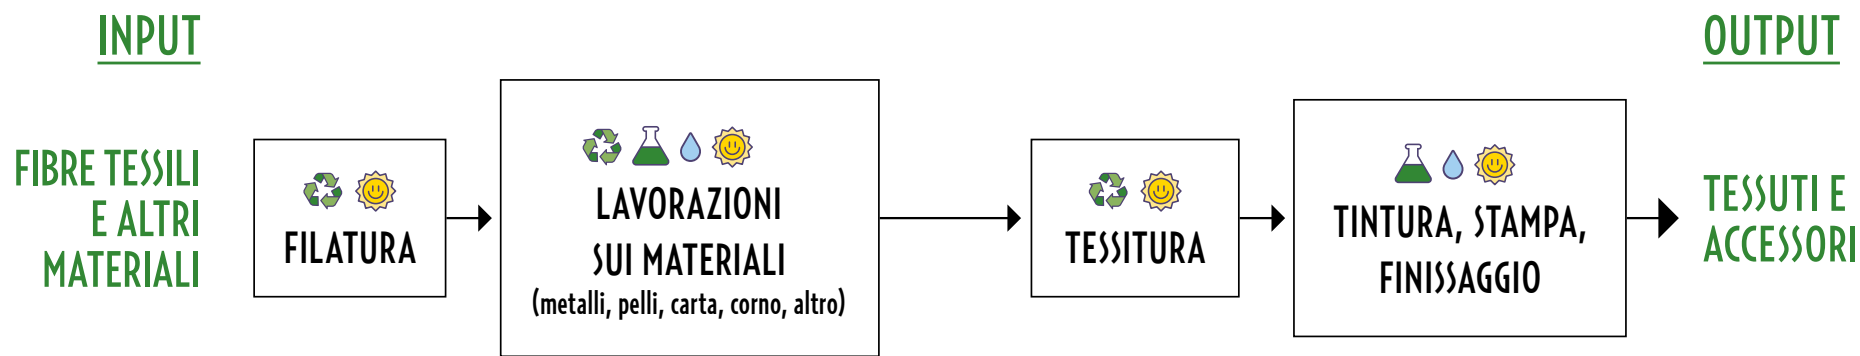 INPUT
FIBRE TESSILI
E ALTRI
MATERIALI
FILATURA
LAVORAZIONI
SUI MATERIALI
(metalli, pelli, carta, corno, altro)
TESSITURA
TINTURA, STAMPA,
FINISSAGGIO
OUTPUT
TESSUTI E
ACCESSORI